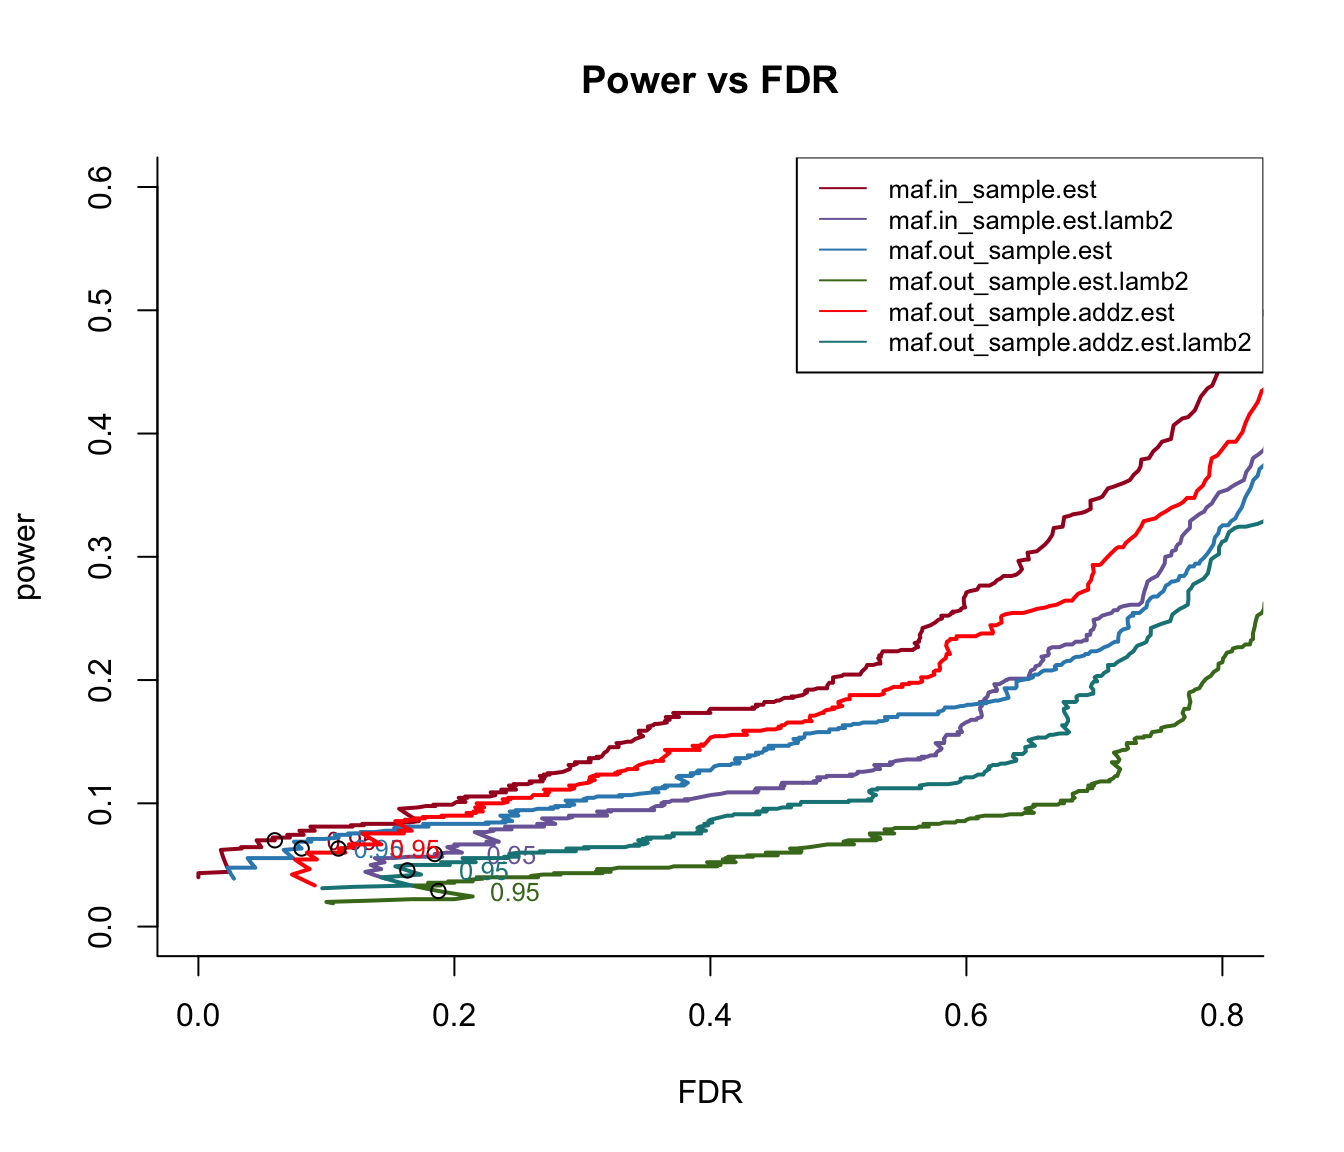 Power vs FDR
maf.in_sample.est
maf.in_sample.est.lamb2
maf.out_sample.est
maf.out_sample.est.lamb2
maf.out_sample.addz.est
maf.out_sample.addz.est.lamb2
power
0.6
0.5
0.4
0.3
0.2
0.1
0.0
0.95
0.95
0.95
0.95
0.95
0.95
0.0 0.2 0.4 0.6 0.8
FDR